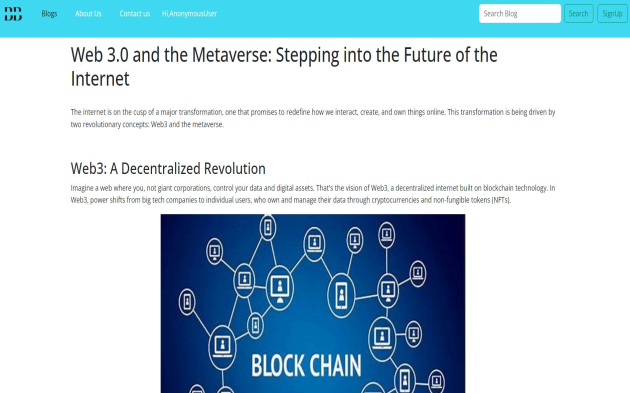 DD Blogs About Us Contact us Hi,AnonymousUser Search Blog Search SignUp
Web 3.0 and the Metaverse: Stepping into the Future of the
Internet
The internet is on the cusp of a major transformation, one that promises to redefine how we interact, create, and own things online. This transformation is being driven by
two revolutionary concepts: Web3 and the metaverse.
Web3: A Decentralized Revolution
Imagine a web where you, not giant corporations, control your data and digital assets. That's the vision of Web3, a decentralized internet built on blockchain technology. In
Web3, power shifts from big tech companies to individual users, who own and manage their data through cryptocurrencies and non-fungible tokens (NFTs).
BLOCK CHAIN